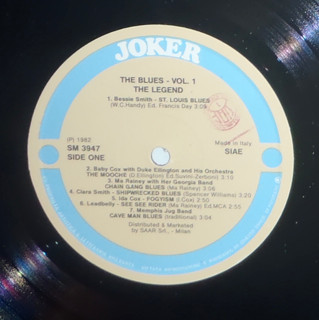 JOKER
THE BLUES - VOL. 1
THE LEGEND
1. Bessie Smith - ST. LOUIS BLUES
(W.C. Handy) Ed. Francis Day 3:08
(P) 1982
SM 3947
SIDE ONE
Made in Italy
SIAE
2. Baby Cox with Duke Ellington and His Orchestra
THE MOOCHE (D. Ellington) Ed. Suvini-Zerboni 3:10
3. Ma Rainey with Her Georgia Band
CHAIN GANG BLUES (Ma Rainey) 3:00
4. Clara Smith - SHIPWRECKED BLUES (Spencer Williams) 3:20
5. Ida Cox - FOGYISM (I. Cox) 2:50
6. Leadbelly - SEE SEE RIDER (Ma Rainey) Ed. MCA 2:55
7. Memphis Jug Band
CAVE MAN BLUES (traditional) 3:04
Distributed & Marketed
by SAAR Srl., - Milan